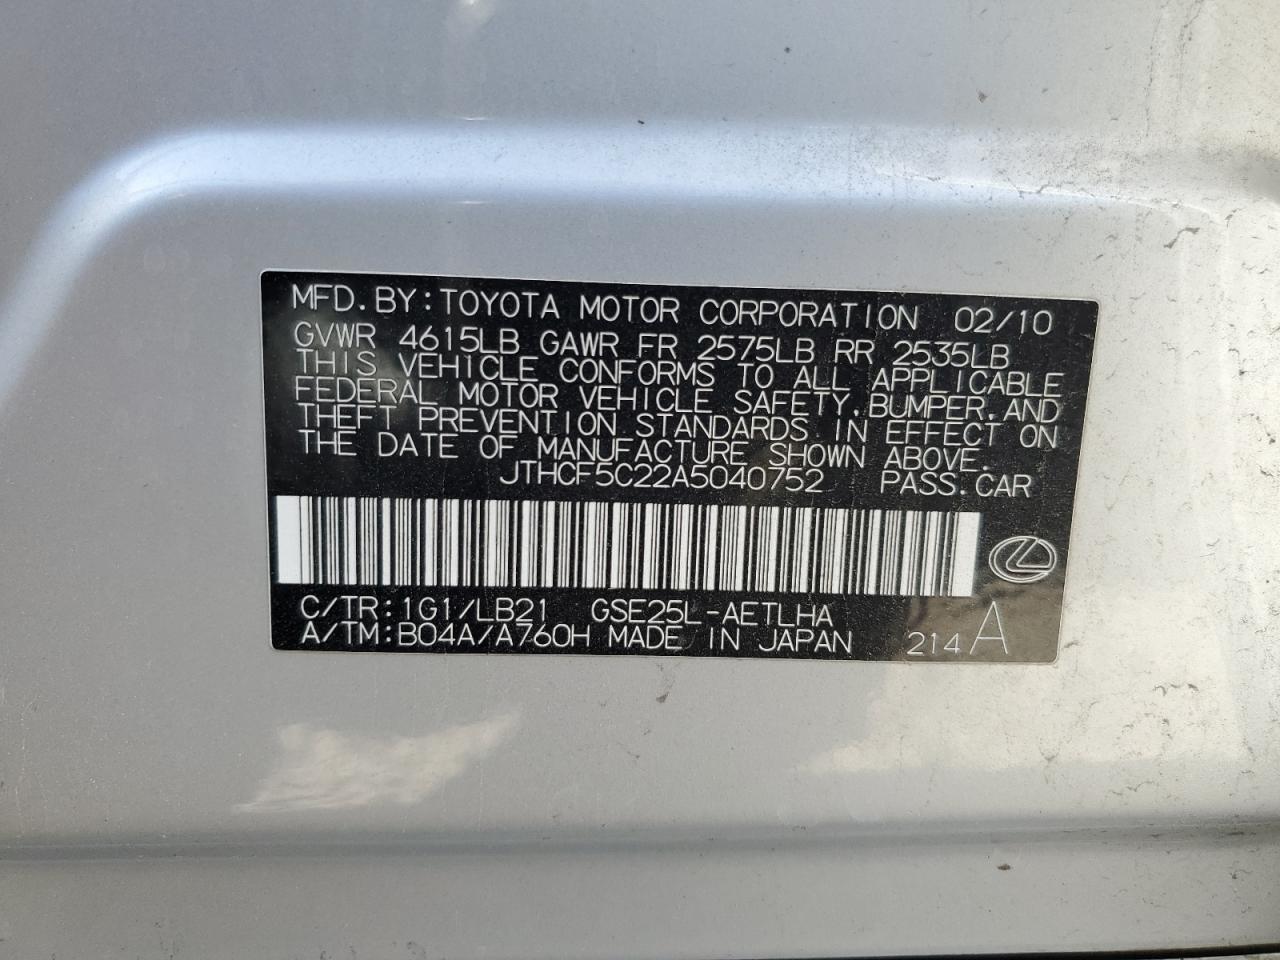 MFD. BY: TOYOTA MOTOR CORPORATION 02/10
GVWR 4615LB GAWR FR 2575LB RR 2535LB
THIS VEHICLE CONFORMS TO ALL APPLICABLE
FEDERAL MOTOR VEHICLE SAFETY, BUMPER, AND
THEFT PREVENTION STANDARDS IN EFFECT ON
THE DATE OF MANUFACTURE SHOWN ABOVE.
JTHCF5C22A5040752 PASS. CAR
C/TR: 1G1/LB21 GSE25L-AETLHA
A/TM: B04A/A760H MADE IN JAPAN 214 A